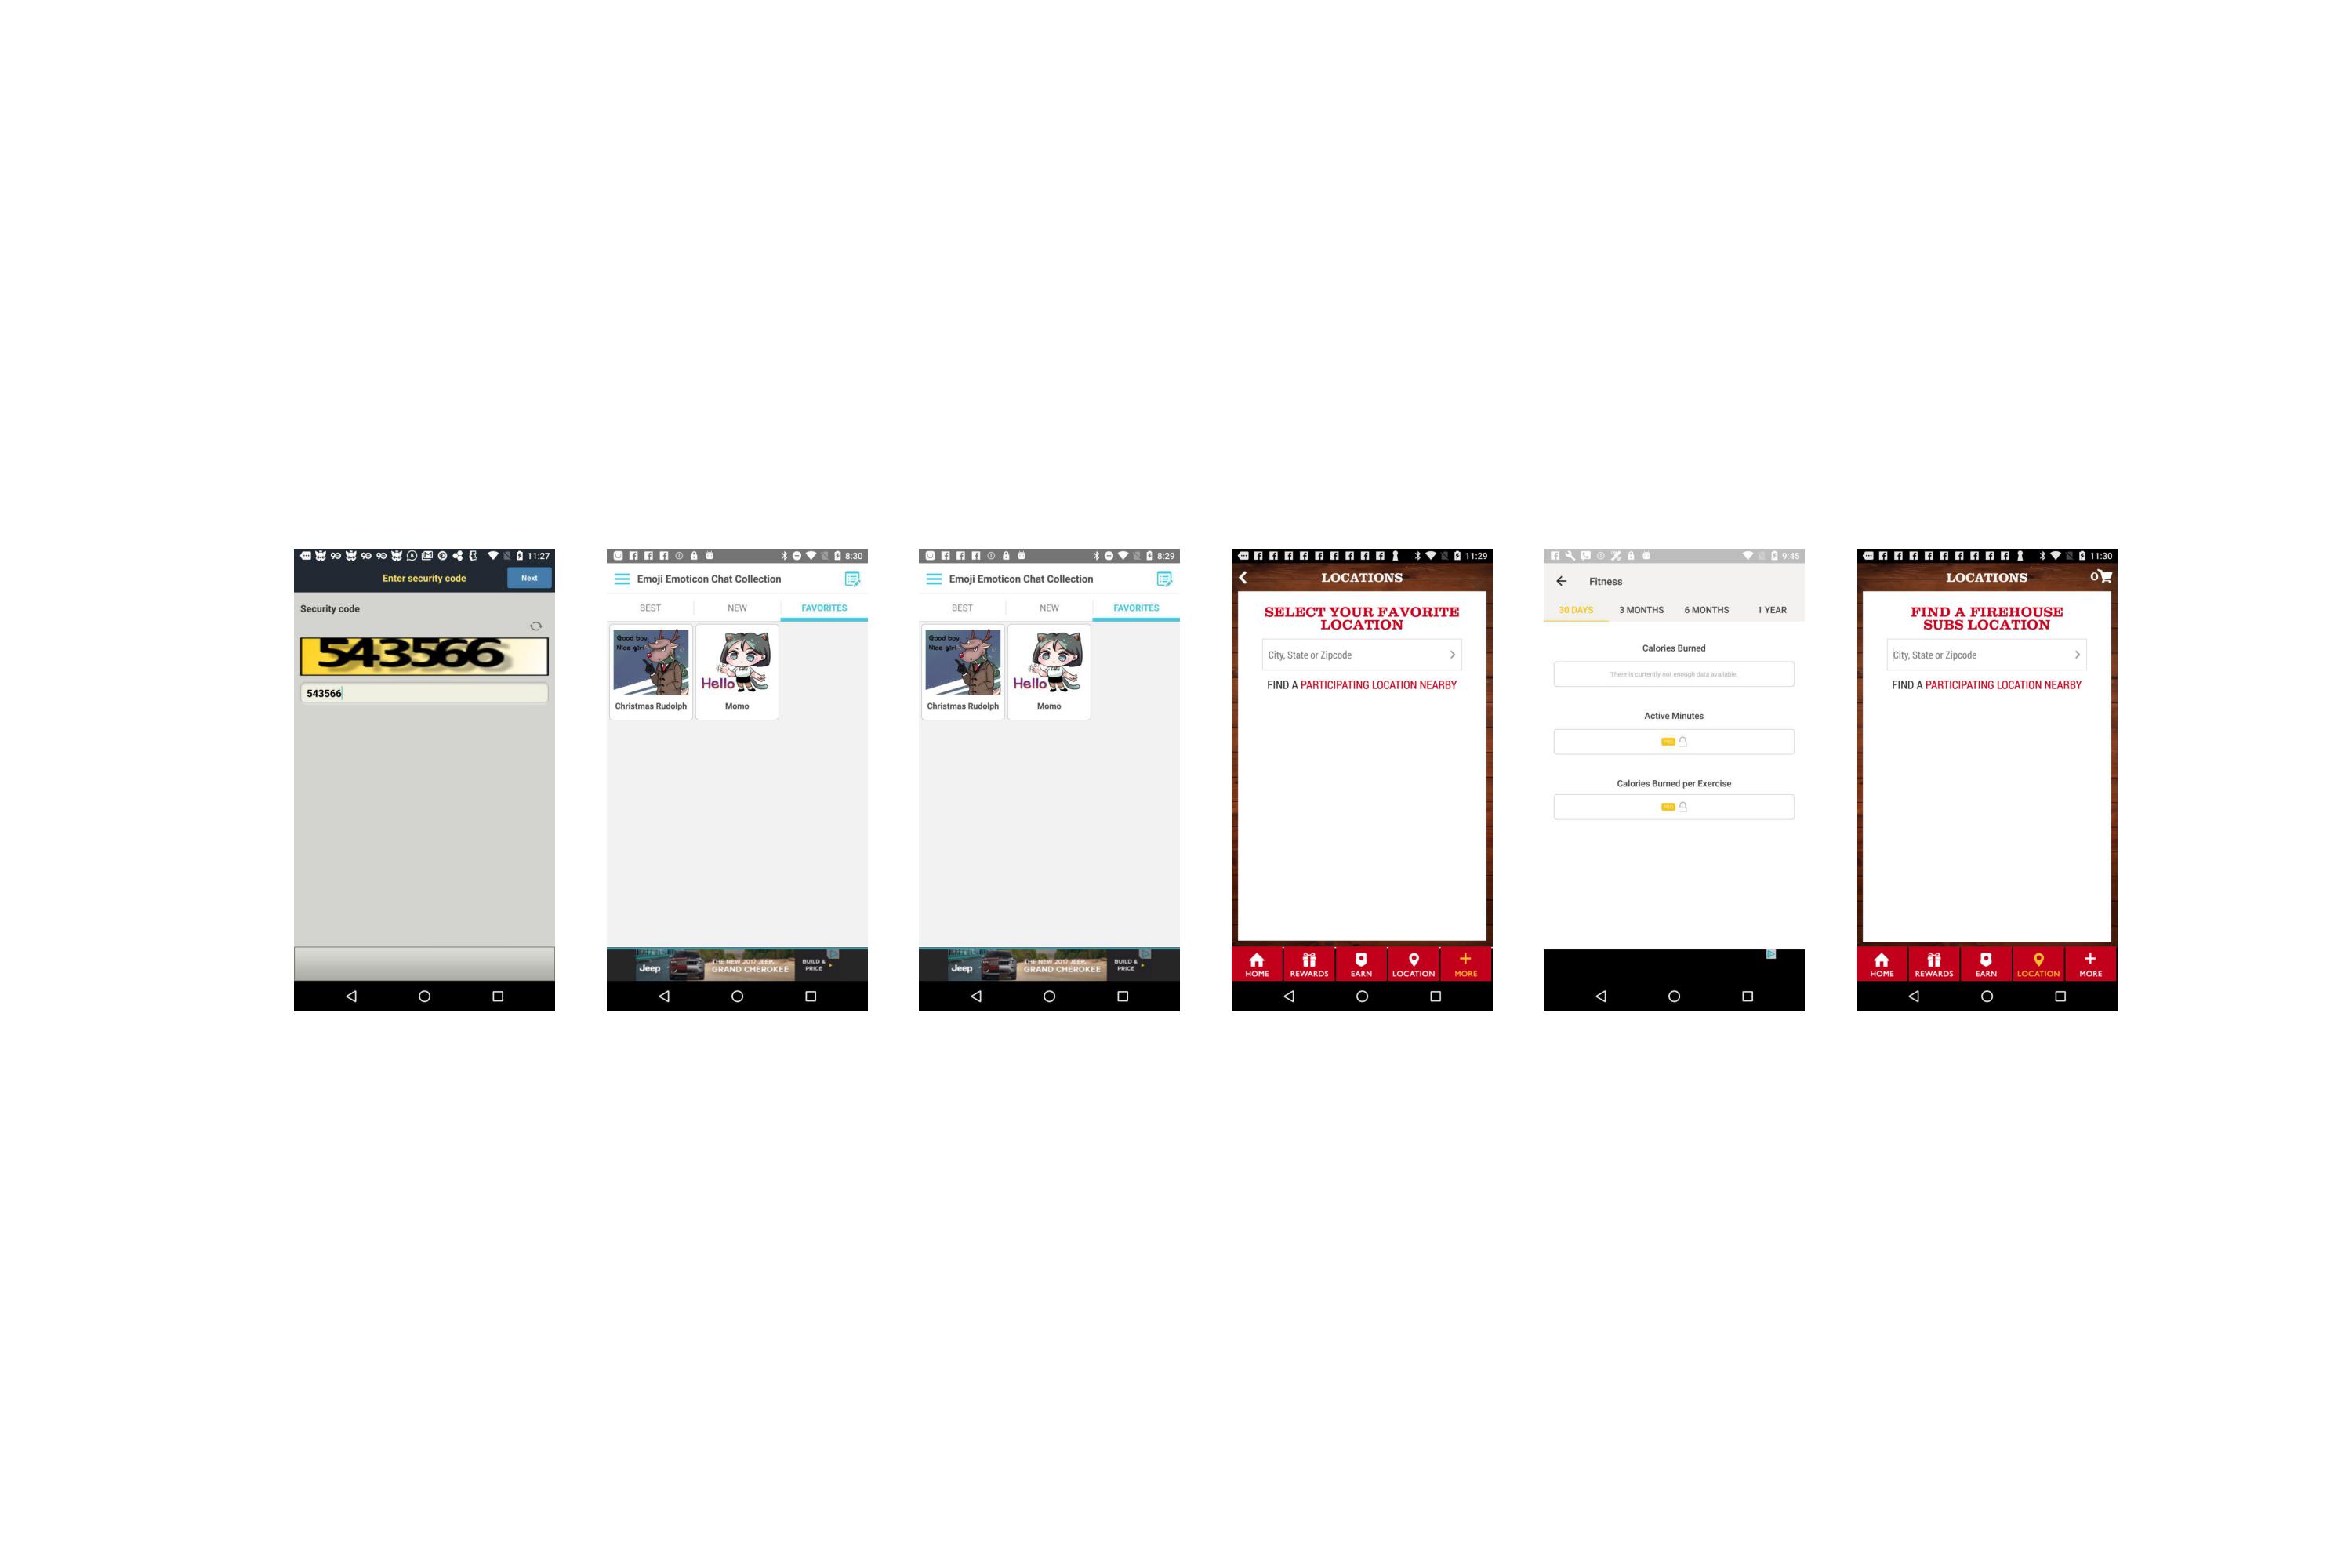 11:27
Enter security code
Next
Security code
543566
543566
8:30
Emoji Emoticon Chat Collection
BEST NEW FAVORITES
Good boy,
Nice girl
Hello
Christmas Rudolph Momo
Jeep
THE NEW 2017 JEEP
GRAND CHEROKEE
BUILD &
PRICE
8:29
Emoji Emoticon Chat Collection
BEST NEW FAVORITES
Good boy,
Nice girl
Hello
Christmas Rudolph Momo
Jeep
THE NEW 2017 JEEP
GRAND CHEROKEE
BUILD &
PRICE
11:29
LOCATIONS
SELECT YOUR FAVORITE
LOCATION
City, State or Zipcode
FIND A PARTICIPATING LOCATION NEARBY
HOME REWARDS EARN LOCATION MORE
9:45
Fitness
30 DAYS 3 MONTHS 6 MONTHS 1 YEAR
Calories Burned
There is currently not enough data available.
Active Minutes
Calories Burned per Exercise
11:30
LOCATIONS
0
FIND A FIREHOUSE
SUBS LOCATION
City, State or Zipcode
FIND A PARTICIPATING LOCATION NEARBY
HOME REWARDS EARN LOCATION MORE